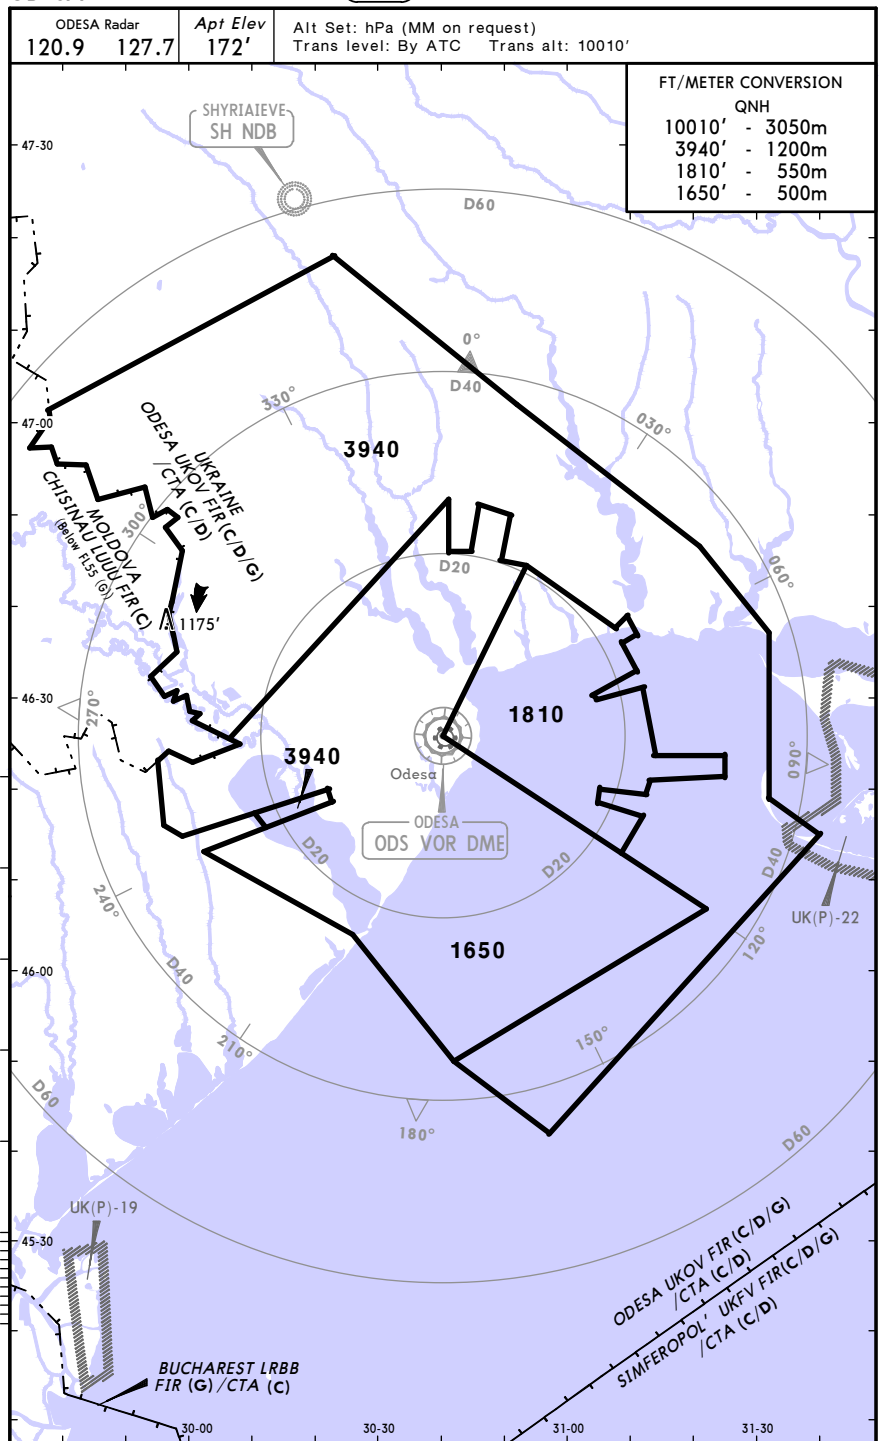 ODESA Radar
120.9 127.7
Apt Elev
172'
Alt Set: hPa (MM on request)
Trans level: By ATC Trans alt: 10010'
FT/METER CONVERSION
QNH
10010' - 3050m
3940' - 1200m
1810' - 550m
1650' - 500m
SHYRIAIEVE
SH NDB
47-30
D60
0°
D40
330°
030°
47-00
3940
UKRAINE
ODESA UKOV FIR (C/D/G)
/CTA (C/D)
MOLDOVA
CHISINAU LUUU FIR (C)
(Below FL55 (G))
300°
D20
060°
1175'
46-30
270°
1810
3940
090°
Odesa
ODESA
ODS VOR DME
D20
D20
D40
240°
UK(P)-22
120°
1650
46-00
D40
210°
150°
180°
D60
D60
UK(P)-19
45-30
ODESA UKOV FIR (C/D/G)
/CTA (C/D)
SIMFEROPOL' UKFV FIR (C/D/G)
/CTA (C/D)
BUCHAREST LRBB
FIR (G) /CTA (C)
30-00
30-30
31-00
31-30